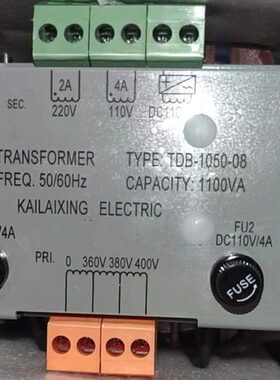 2A 4A
SEC. 220V 110V DC110V
TRANSFORMER TYPE: TDB-1050-08
FREQ. 50/60Hz CAPACITY: 1100VA
KAILAIXING ELECTRIC
/4A
FU2
DC110V/4A
PRI. 0 360V 380V 400V
FUSE